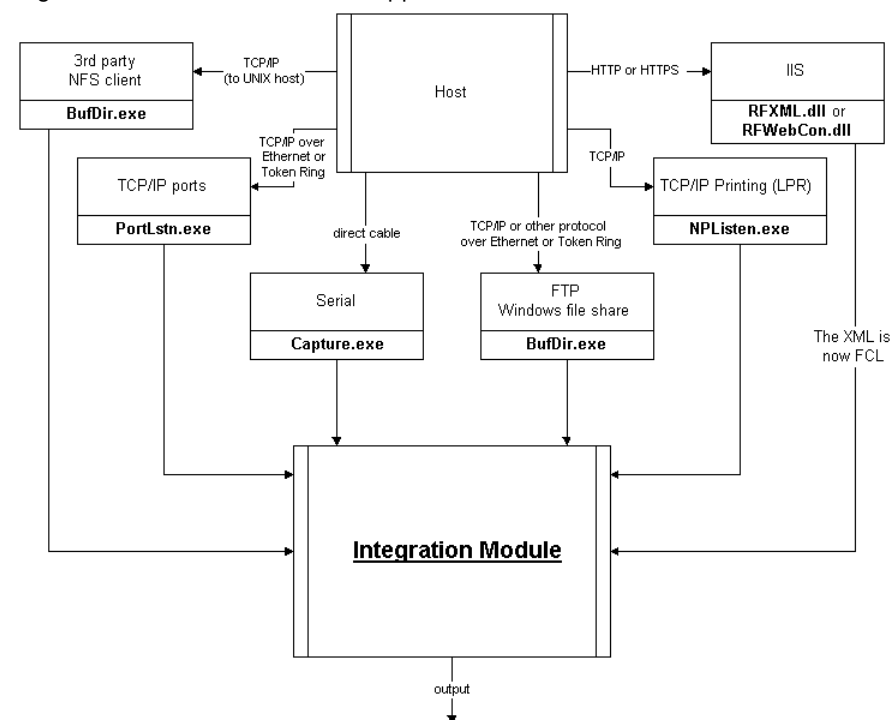 3rd party
NFS client
BufDir.exe
TCP/IP
(to UNIX host)
Host
HTTP or HTTPS
IIS
RFXML.dll or
RFWebCon.dll
TCP/IP over
Ethernet or
Token Ring
TCP/IP
TCP/IP ports
PortLstn.exe
TCP/IP Printing (LPR)
NPListen.exe
direct cable
TCP/IP or other protocol
over Ethernet or Token Ring
Serial
Capture.exe
FTP
Windows file share
BufDir.exe
The XML is
now FCL
Integration Module
output